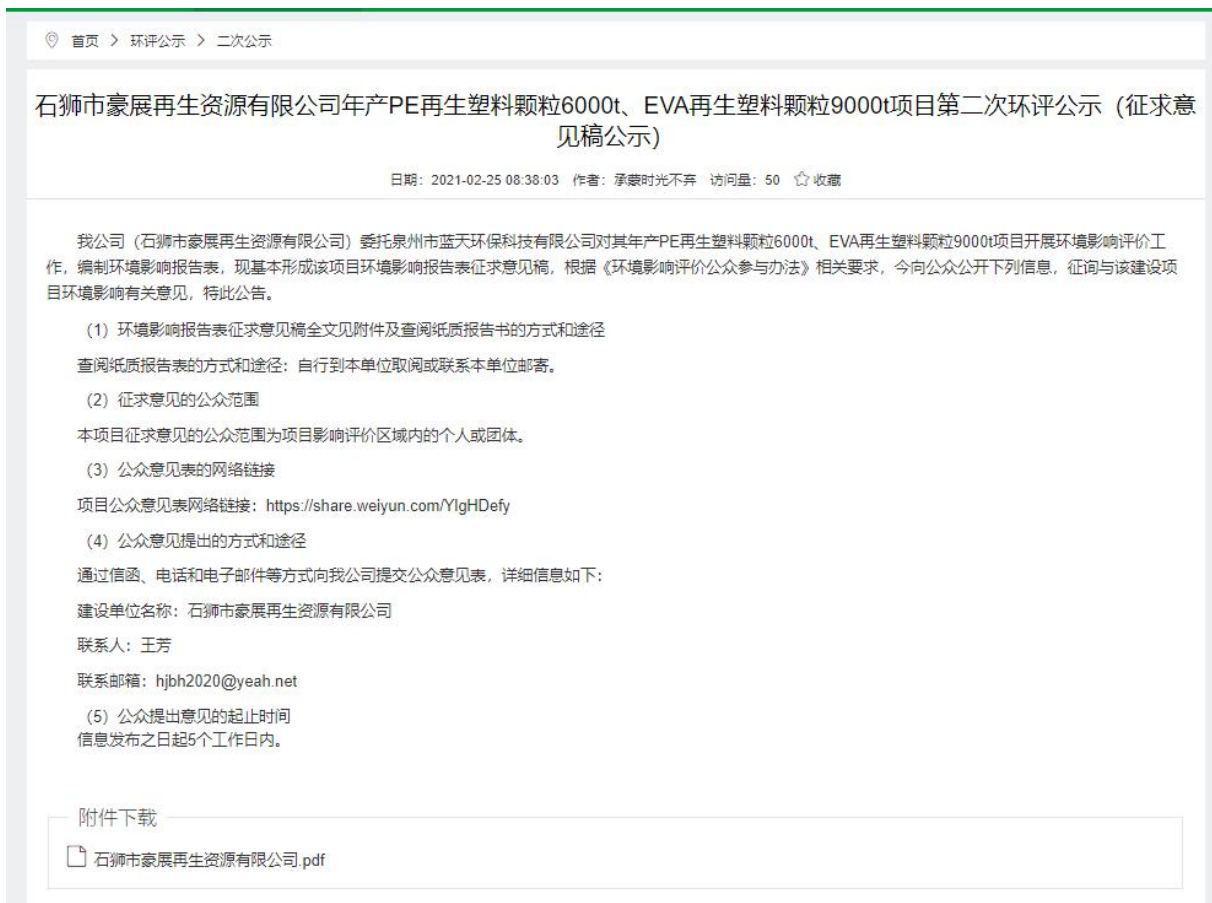 首页 > 环评公示 > 二次公示
石狮市豪展再生资源有限公司年产PE再生塑料颗粒6000t、EVA再生塑料颗粒9000t项目第二次环评公示（征求意
见稿公示）
日期：2021-02-25 08:38:03 作者：承蒙时光不弃 访问量：50 收藏
我公司（石狮市豪展再生资源有限公司）委托泉州市蓝天环保科技有限公司对其年产PE再生塑料颗粒6000t、EVA再生塑料颗粒9000t项目开展环境影响评价工
作，编制环境影响报告表，现基本形成该项目环境影响报告表征求意见稿，根据《环境影响评价公众参与办法》相关要求，今向公众公开下列信息，征询与该建设项
目环境影响有关意见，特此公告。
（1）环境影响报告表征求意见稿全文见附件及查阅纸质报告书的方式和途径
查阅纸质报告表的方式和途径：自行到本单位取阅或联系本单位邮寄。
（2）征求意见的公众范围
本项目征求意见的公众范围为项目影响评价区域内的个人或团体。
（3）公众意见表的网络链接
项目公众意见表网络链接：https://share.weiyun.com/YlgHDefy
（4）公众意见提出的方式和途径
通过信函、电话和电子邮件等方式向我公司提交公众意见表，详细信息如下：
建设单位名称：石狮市豪展再生资源有限公司
联系人：王芳
联系邮箱：hjbh2020@yeah.net
（5）公众提出意见的起止时间
信息发布之日起5个工作日内。
附件下载
石狮市豪展再生资源有限公司.pdf